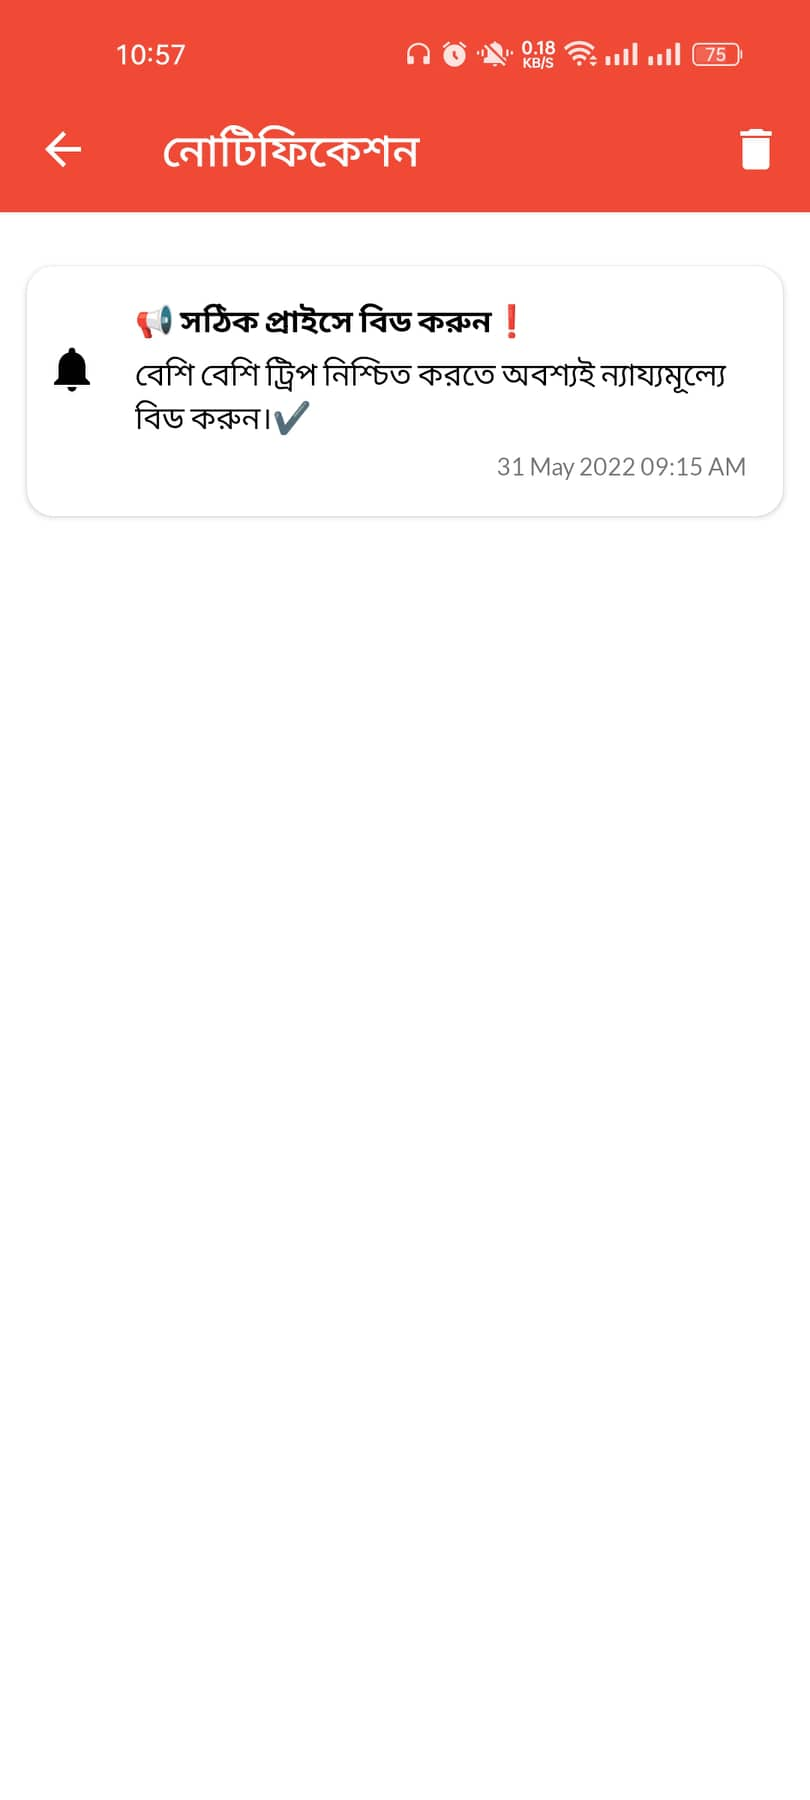 10:57
0.18
KB/S
75
নোটিফিকেশন
📢 সঠিক প্রাইসে বিড করুন❗
বেশি বেশি ট্রিপ নিশ্চিত করতে অবশ্যই ন্যায্যমূল্যে
বিড করুন।✔️
31 May 2022 09:15 AM